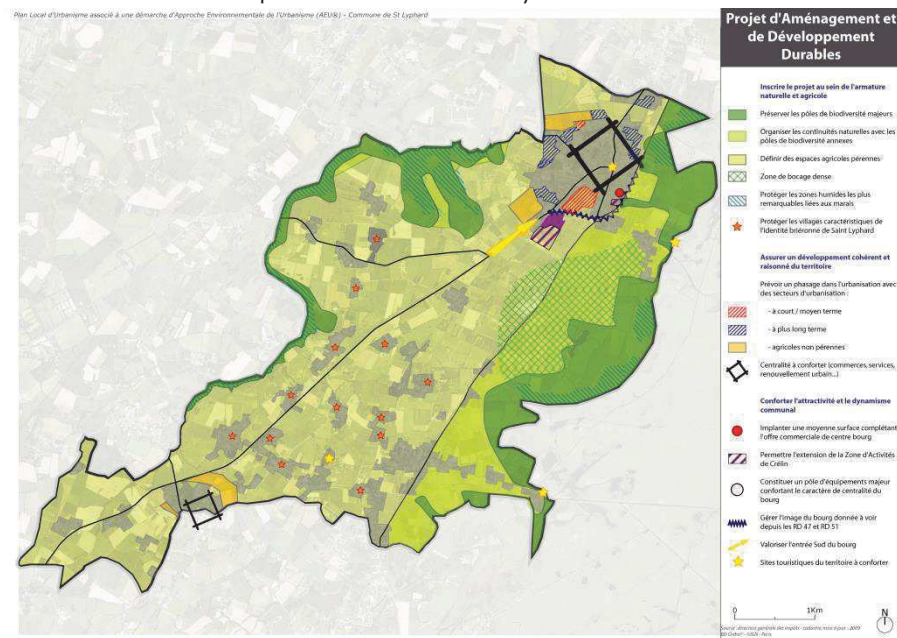 Plan Local d'Urbanisme associé à une démarche d'Approche Environnementale de l'Urbanisme (AEU®) – Commune de St Lyphard
Projet d'Aménagement et
de Développement
Durables
Inscrire le projet au sein de l'armature
naturelle et agricole
Préserver les pôles de biodiversité majeurs
Organiser les continuités naturelles avec les
pôles de biodiversité annexes
Définir des espaces agricoles pérennes
Zone de bocage dense
Protéger les zones humides les plus
remarquables liées aux marais
Protéger les villages caractéristiques de
l'identité briéronne de Saint Lyphard
Assurer un développement cohérent et
raisonné du territoire
Prévoir un phasage dans l'urbanisation avec
des secteurs d'urbanisation :
- à court / moyen terme
- à plus long terme
- agricoles non pérennes
Centralité à conforter (commerces, services,
renouvellement urbain...)
Conforter l'attractivité et le dynamisme
communal
Implanter une moyenne surface complétant
l'offre commerciale de centre bourg
Permettre l'extension de la Zone d'Activités
de Crélin
Constituer un pôle d'équipements majeur
confortant le caractère de centralité du
bourg
Gérer l'image du bourg donnée à voir
depuis les RD 47 et RD 51
Valoriser l'entrée Sud du bourg
Sites touristiques du territoire à conforter
0 1Km
N